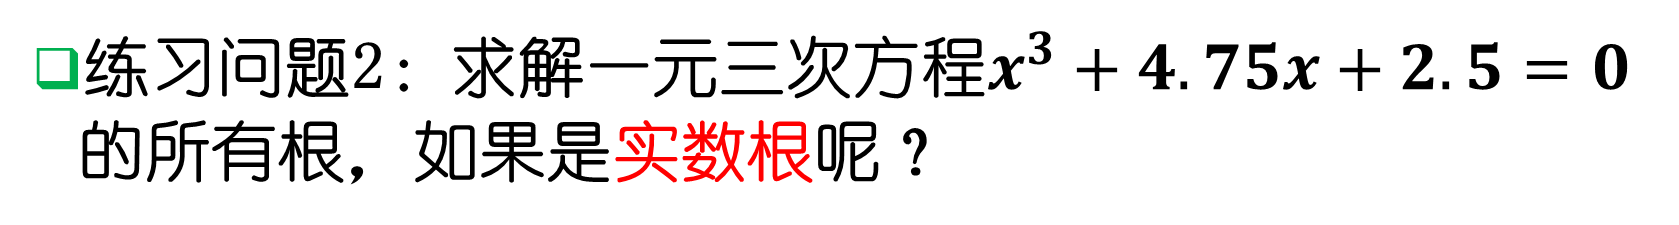 练习问题2：求解一元三次方程x³ + 4.75x + 2.5 = 0
的所有根，如果是实数根呢？